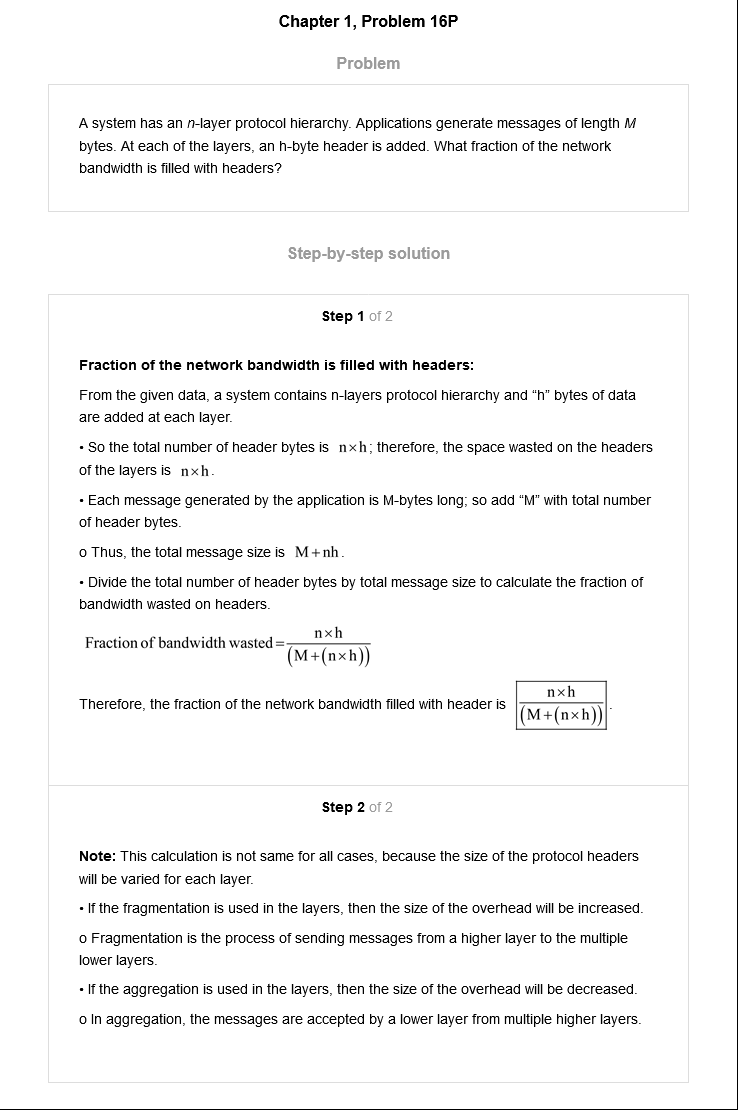 Chapter 1, Problem 16P
Problem
A system has an n-layer protocol hierarchy. Applications generate messages of length M
bytes. At each of the layers, an h-byte header is added. What fraction of the network
bandwidth is filled with headers?
Step-by-step solution
Step 1 of 2
Fraction of the network bandwidth is filled with headers:
From the given data, a system contains n-layers protocol hierarchy and “h” bytes of data
are added at each layer.
• So the total number of header bytes is n×h; therefore, the space wasted on the headers
of the layers is n×h.
• Each message generated by the application is M-bytes long; so add “M” with total number
of header bytes.
o Thus, the total message size is M+nh.
• Divide the total number of header bytes by total message size to calculate the fraction of
bandwidth wasted on headers.
Fraction of bandwidth wasted = n×h / (M+(n×h))
Therefore, the fraction of the network bandwidth filled with header is n×h / (M+(n×h)).
Step 2 of 2
Note: This calculation is not same for all cases, because the size of the protocol headers
will be varied for each layer.
• If the fragmentation is used in the layers, then the size of the overhead will be increased.
o Fragmentation is the process of sending messages from a higher layer to the multiple
lower layers.
• If the aggregation is used in the layers, then the size of the overhead will be decreased.
o In aggregation, the messages are accepted by a lower layer from multiple higher layers.